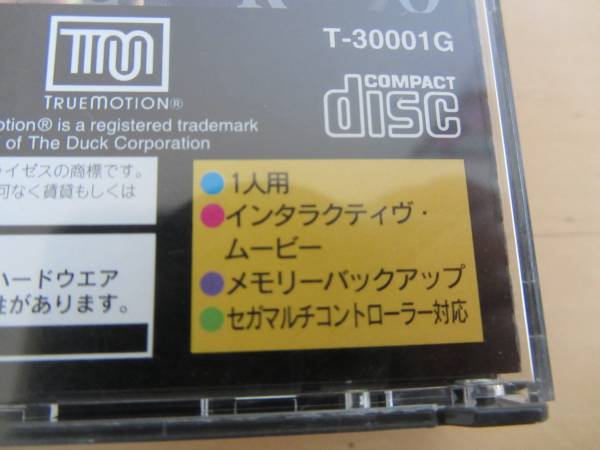 T-30001G
TM
TRUEMOTION®
COMPACT
disc
otion® is a registered trademark
of The Duck Corporation
ライゼスの商標です。
可なく賃貸もしくは
ハードウエア
性があります。
●1人用
●インタラクティヴ・
ムービー
●メモリーバックアップ
●セガマルチコントローラー対応